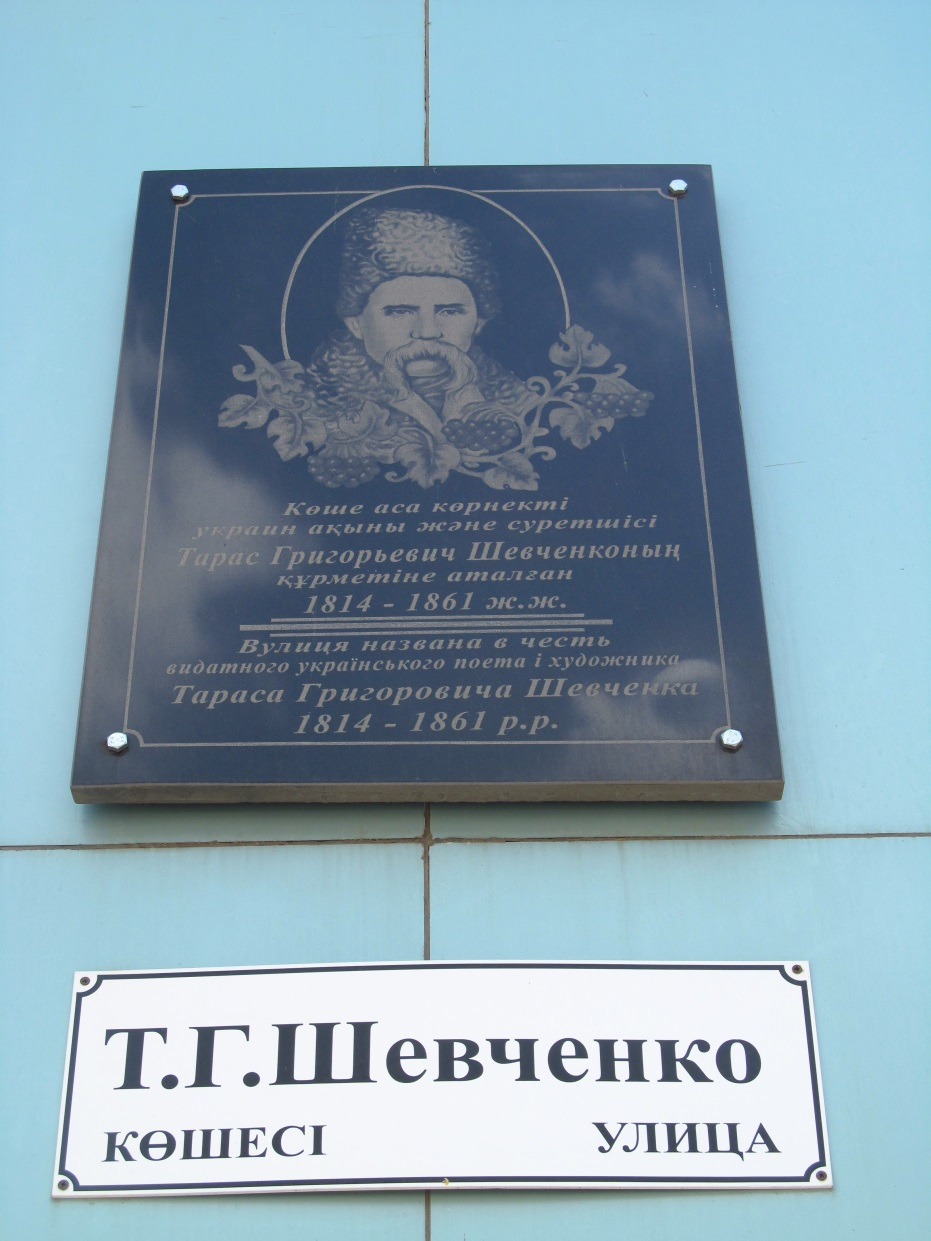 Көше аса көрнекті
украин ақыны және суретшісі
Тарас Григорьевич Шевченконың
құрметіне аталған
1814 - 1861 ж.ж.
Вулиця названа в честь
видатного українського поета і художника
Тараса Григоровича Шевченка
1814 - 1861 р.р.
Т.Г.Шевченко
КӨШЕСІ УЛИЦА